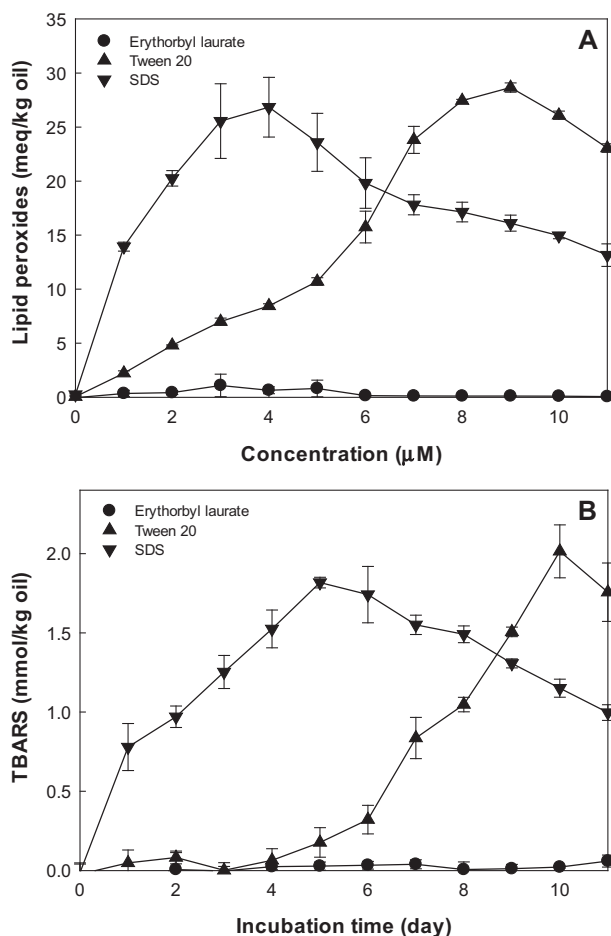 A
Erythorbyl laurate
Tween 20
SDS
Lipid peroxides (meq/kg oil)
35
30
25
20
15
10
5
0
0 2 4 6 8 10
Concentration (μM)
B
Erythorbyl laurate
Tween 20
SDS
TBARS (mmol/kg oil)
2.0
1.5
1.0
0.5
0.0
2 4 6 8 10
Incubation time (day)